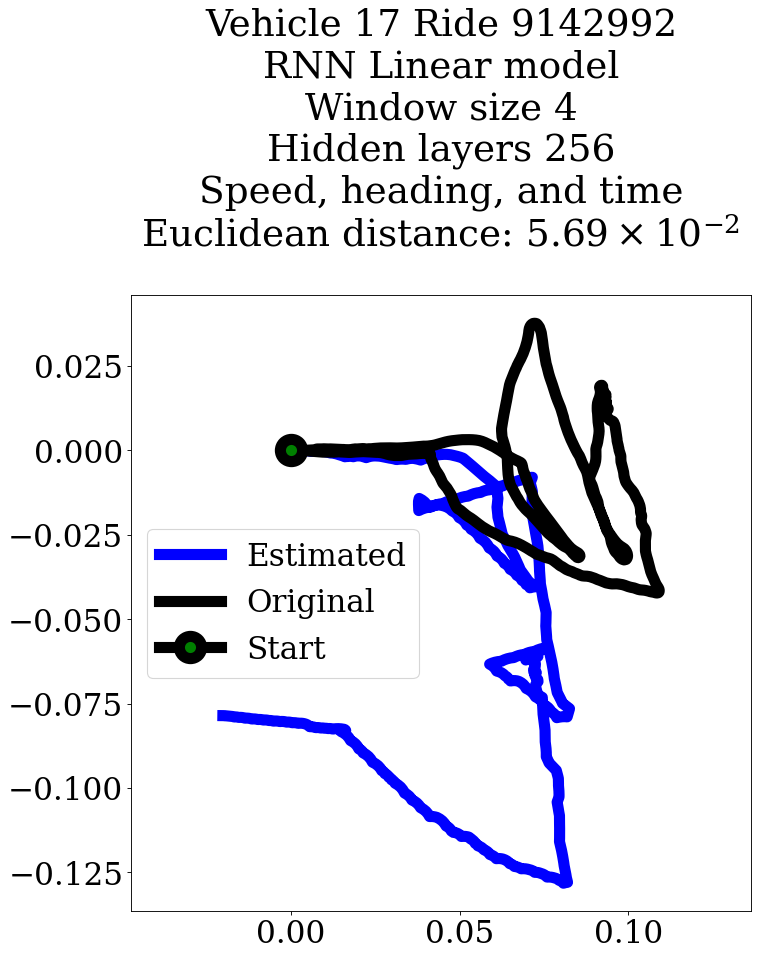 Vehicle 17 Ride 9142992
RNN Linear model
Window size 4
Hidden layers 256
Speed, heading, and time
Euclidean distance: 5.69 × 10⁻²
0.025
0.000
−0.025
−0.050
−0.075
−0.100
−0.125
Estimated
Original
Start
0.00 0.05 0.10